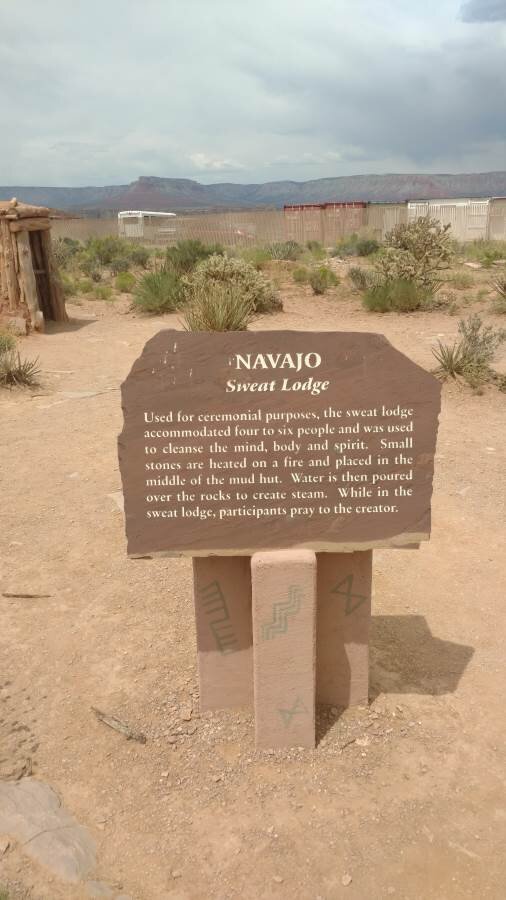 NAVAJO
Sweat Lodge
Used for ceremonial purposes, the sweat lodge
accommodated four to six people and was used
to cleanse the mind, body and spirit. Small
stones are heated on a fire and placed in the
middle of the mud hut. Water is then poured
over the rocks to create steam. While in the
sweat lodge, participants pray to the creator.